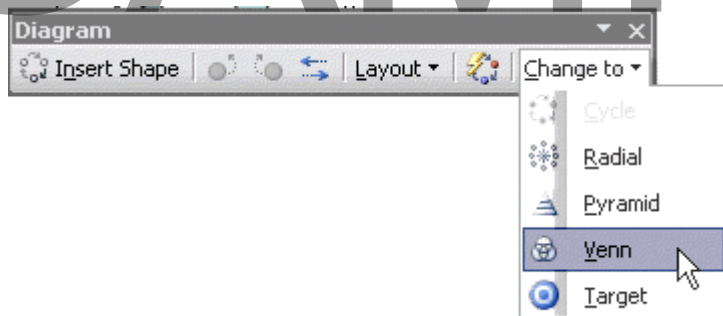 Diagram
Insert Shape Layout Change to
Cycle
Radial
Pyramid
Venn
Target